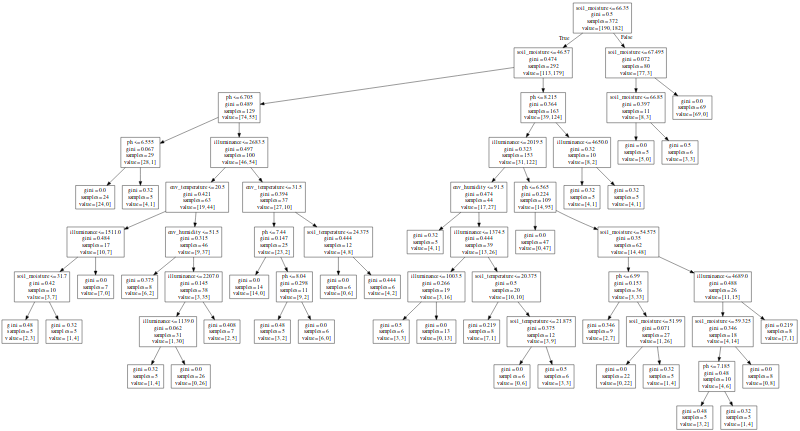 soil_moisture <= 66.35
gini = 0.5
samples = 372
value = [190, 182]
True
False
soil_moisture <= 46.57
gini = 0.474
samples = 292
value = [113, 179]
soil_moisture <= 67.495
gini = 0.072
samples = 80
value = [77, 3]
ph <= 6.705
gini = 0.489
samples = 129
value = [74, 55]
ph <= 8.215
gini = 0.364
samples = 163
value = [39, 124]
soil_moisture <= 66.85
gini = 0.397
samples = 11
value = [8, 3]
gini = 0.0
samples = 69
value = [69, 0]
ph <= 6.555
gini = 0.067
samples = 29
value = [28, 1]
illuminance <= 2683.5
gini = 0.497
samples = 100
value = [46, 54]
illuminance <= 2019.5
gini = 0.323
samples = 153
value = [31, 122]
illuminance <= 4650.0
gini = 0.32
samples = 10
value = [8, 2]
gini = 0.0
samples = 5
value = [5, 0]
gini = 0.5
samples = 6
value = [3, 3]
gini = 0.0
samples = 24
value = [24, 0]
gini = 0.32
samples = 5
value = [4, 1]
env_temperature <= 20.5
gini = 0.421
samples = 63
value = [19, 44]
env_temperature <= 31.5
gini = 0.394
samples = 37
value = [27, 10]
env_humidity <= 91.5
gini = 0.474
samples = 44
value = [17, 27]
ph <= 6.565
gini = 0.224
samples = 109
value = [14, 95]
gini = 0.32
samples = 5
value = [4, 1]
gini = 0.32
samples = 5
value = [4, 1]
illuminance <= 1511.0
gini = 0.484
samples = 17
value = [10, 7]
env_humidity <= 51.5
gini = 0.315
samples = 46
value = [9, 37]
ph <= 7.44
gini = 0.147
samples = 25
value = [23, 2]
soil_temperature <= 24.375
gini = 0.444
samples = 12
value = [4, 8]
gini = 0.32
samples = 5
value = [4, 1]
illuminance <= 1374.5
gini = 0.444
samples = 39
value = [13, 26]
gini = 0.0
samples = 47
value = [0, 47]
soil_moisture <= 54.575
gini = 0.35
samples = 62
value = [14, 48]
soil_moisture <= 31.7
gini = 0.42
samples = 10
value = [3, 7]
gini = 0.0
samples = 7
value = [7, 0]
gini = 0.375
samples = 8
value = [6, 2]
illuminance <= 2207.0
gini = 0.145
samples = 38
value = [3, 35]
gini = 0.0
samples = 14
value = [14, 0]
ph <= 8.04
gini = 0.298
samples = 11
value = [9, 2]
gini = 0.0
samples = 6
value = [0, 6]
gini = 0.444
samples = 6
value = [4, 2]
illuminance <= 1003.5
gini = 0.266
samples = 19
value = [3, 16]
soil_temperature <= 20.375
gini = 0.5
samples = 20
value = [10, 10]
ph <= 6.99
gini = 0.153
samples = 36
value = [3, 33]
illuminance <= 4689.0
gini = 0.488
samples = 26
value = [11, 15]
gini = 0.48
samples = 5
value = [2, 3]
gini = 0.32
samples = 5
value = [1, 4]
illuminance <= 1139.0
gini = 0.062
samples = 31
value = [1, 30]
gini = 0.408
samples = 7
value = [2, 5]
gini = 0.48
samples = 5
value = [3, 2]
gini = 0.0
samples = 6
value = [6, 0]
gini = 0.5
samples = 6
value = [3, 3]
gini = 0.0
samples = 13
value = [0, 13]
gini = 0.219
samples = 8
value = [7, 1]
soil_temperature <= 21.875
gini = 0.375
samples = 12
value = [3, 9]
gini = 0.346
samples = 9
value = [2, 7]
soil_moisture <= 51.99
gini = 0.071
samples = 27
value = [1, 26]
soil_moisture <= 59.325
gini = 0.346
samples = 18
value = [4, 14]
gini = 0.219
samples = 8
value = [7, 1]
gini = 0.32
samples = 5
value = [1, 4]
gini = 0.0
samples = 26
value = [0, 26]
gini = 0.0
samples = 6
value = [0, 6]
gini = 0.5
samples = 6
value = [3, 3]
gini = 0.0
samples = 22
value = [0, 22]
gini = 0.32
samples = 5
value = [1, 4]
ph <= 7.185
gini = 0.48
samples = 10
value = [4, 6]
gini = 0.0
samples = 8
value = [0, 8]
gini = 0.48
samples = 5
value = [3, 2]
gini = 0.32
samples = 5
value = [1, 4]